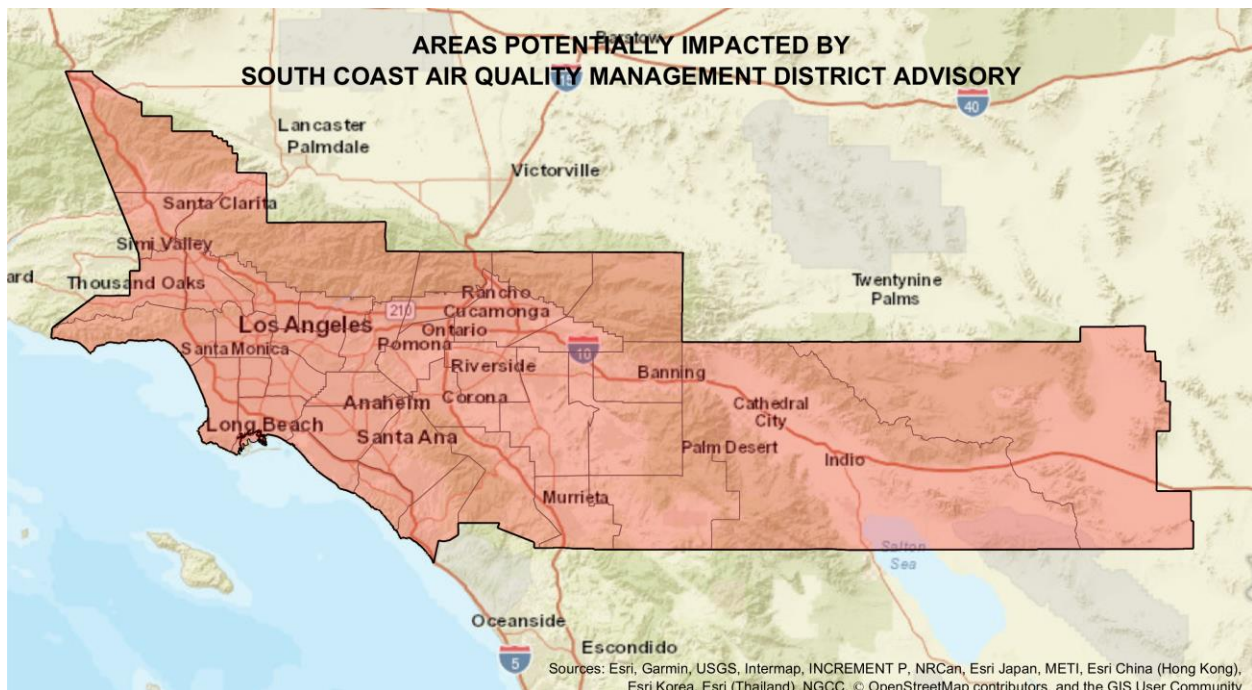 AREAS POTENTIALLY IMPACTED BY
SOUTH COAST AIR QUALITY MANAGEMENT DISTRICT ADVISORY
Barstow
15
40
Lancaster
Palmdale
Victorville
Santa Clarita
Simi Valley
ard
Thousand Oaks
Twentynine
Palms
Rancho
Cucamonga
210
Los Angeles
Ontario
Pomona
Santa Monica
10
Riverside
Banning
Corona
Anaheim
Cathedral
City
Long Beach
Santa Ana
Palm Desert
Indio
Murrieta
Salton
Sea
Oceanside
Escondido
5
Sources: Esri, Garmin, USGS, Intermap, INCREMENT P, NRCan, Esri Japan, METI, Esri China (Hong Kong),
Esri Korea, Esri (Thailand), NGCC, © OpenStreetMap contributors, and the GIS User Community